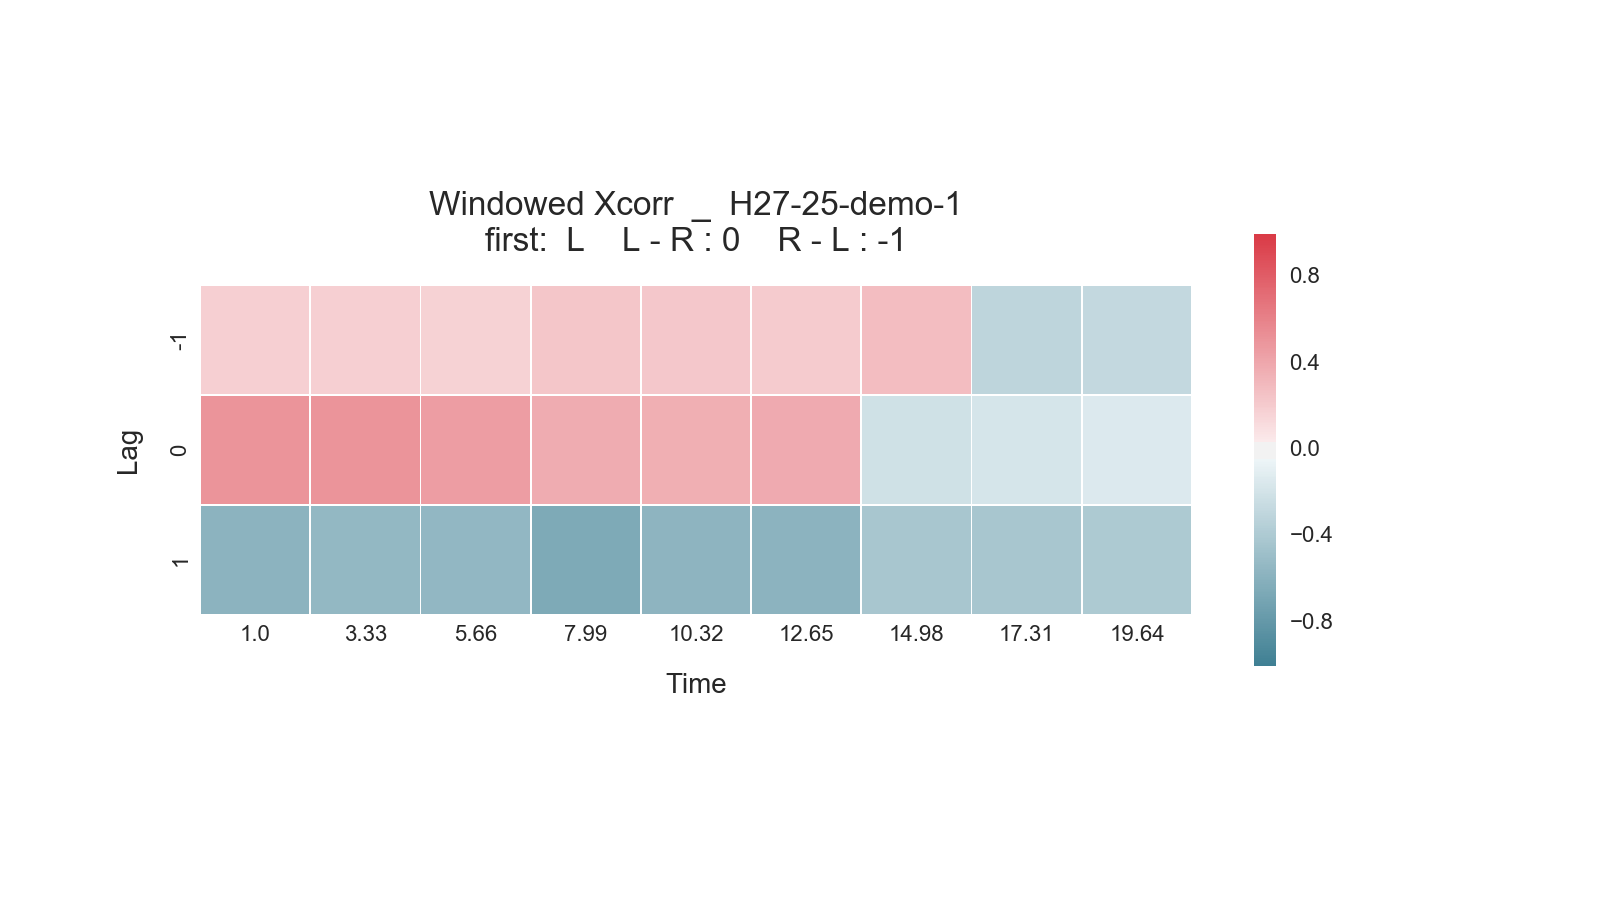 Windowed Xcorr _ H27-25-demo-1
first: L L - R : 0 R - L : -1
Lag
-1
0
1
1.0 3.33 5.66 7.99 10.32 12.65 14.98 17.31 19.64
Time
0.8
0.4
0.0
−0.4
−0.8